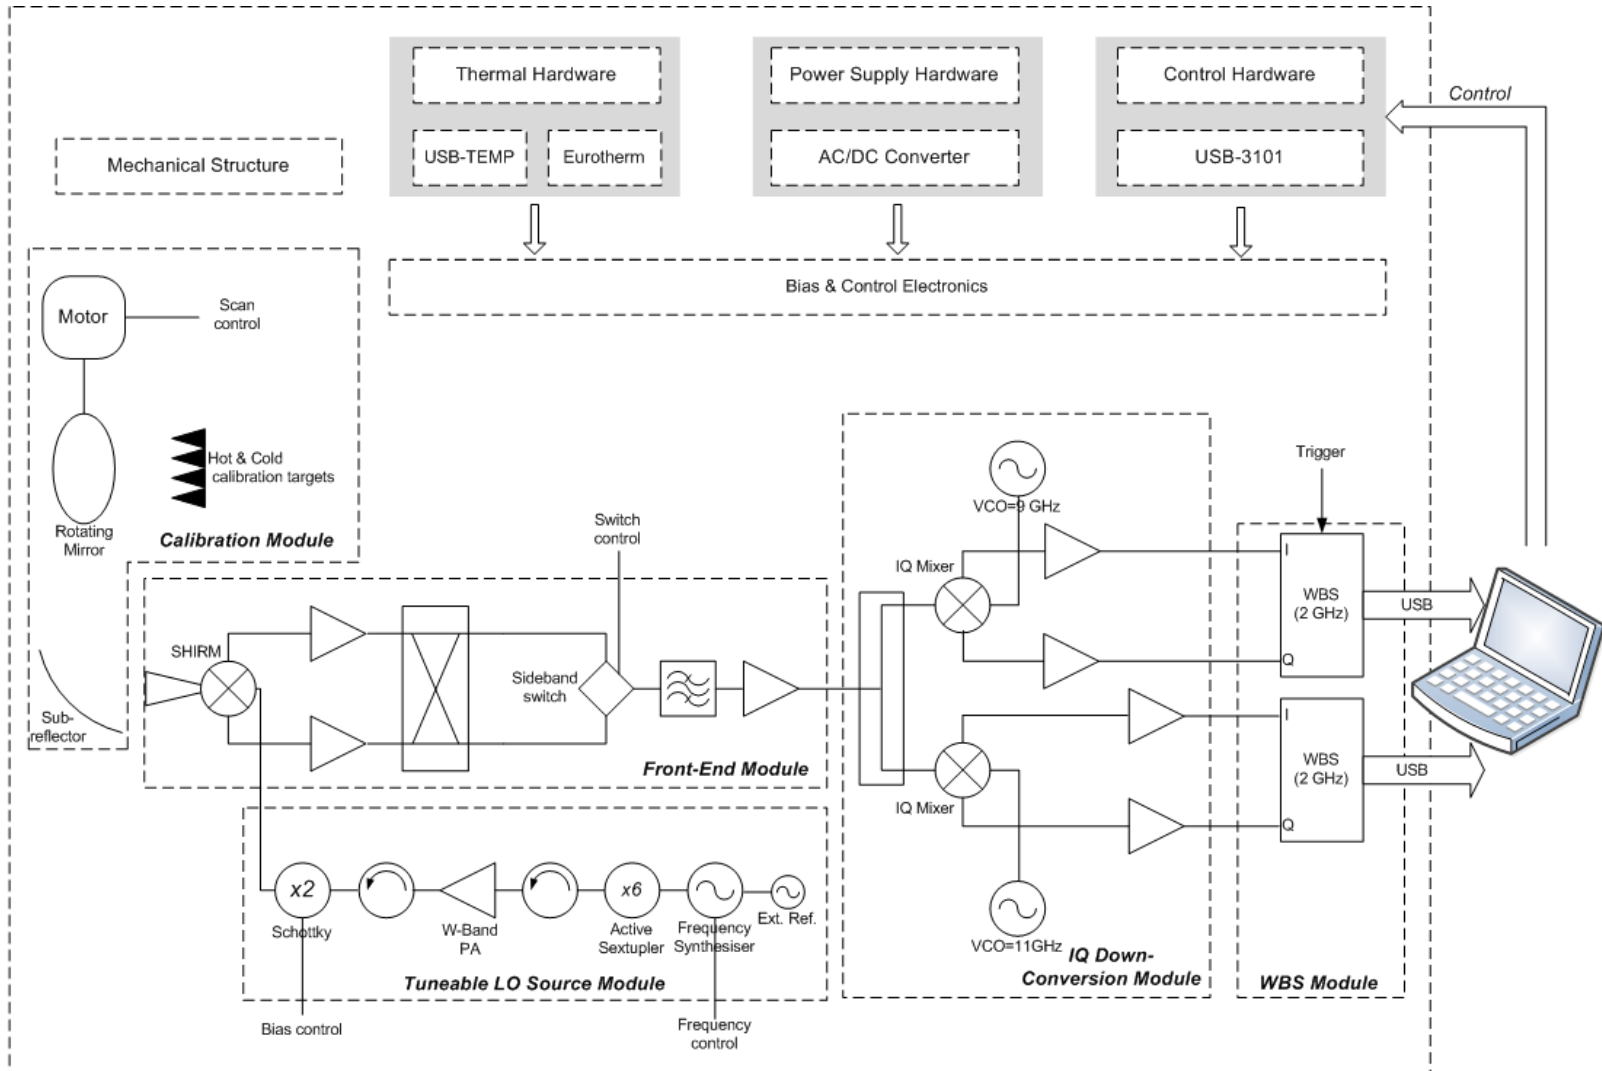 Thermal Hardware
Power Supply Hardware
Control Hardware
Control
USB-TEMP
Eurotherm
AC/DC Converter
USB-3101
Mechanical Structure
Bias & Control Electronics
Motor
Scan
control
Hot & Cold
calibration targets
Rotating
Mirror
Calibration Module
Switch
control
VCO=9 GHz
Trigger
IQ Mixer
I
WBS
(2 GHz)
Q
USB
SHIRM
Sideband
switch
Sub-
reflector
Front-End Module
IQ Mixer
I
WBS
(2 GHz)
Q
USB
x2
Schottky
W-Band
PA
x6
Active
Sextupler
Frequency
Synthesiser
Ext. Ref.
VCO=11GHz
IQ Down-
Conversion Module
WBS Module
Tuneable LO Source Module
Bias control
Frequency
control